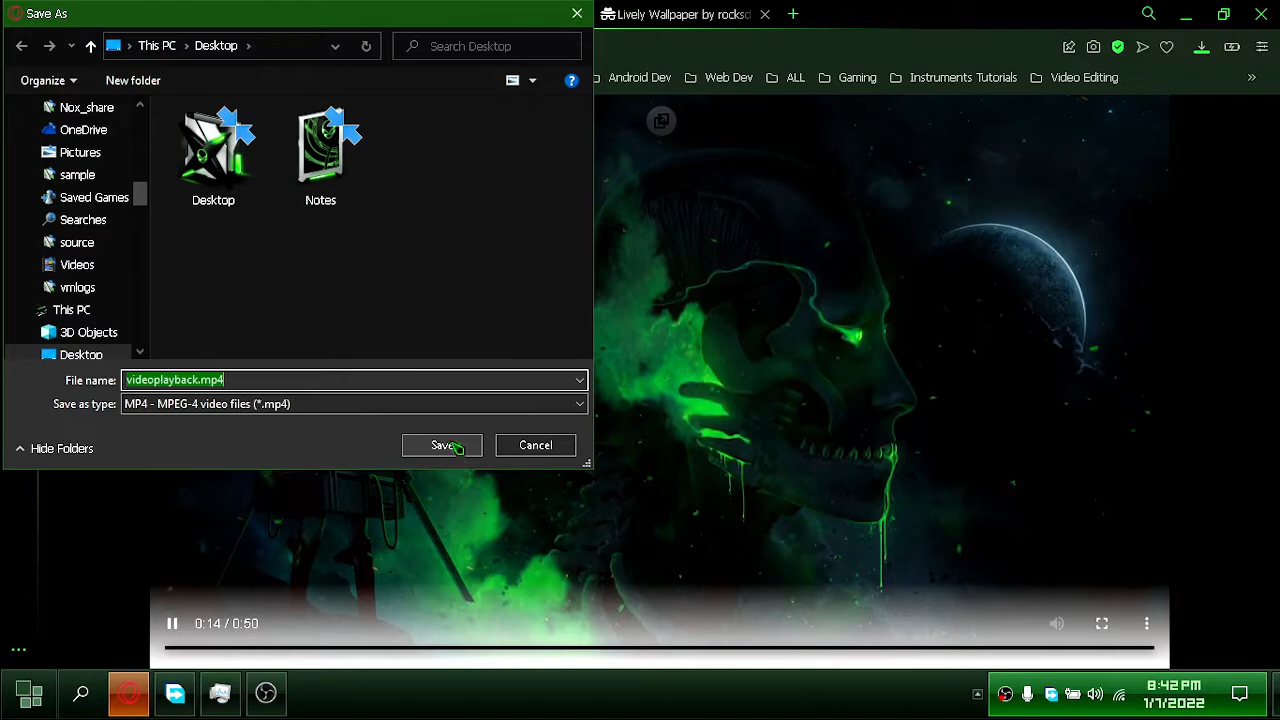 Save As
Lively Wallpaper by rocksd
This PC
Desktop
Search Desktop
Organize
New folder
Android Dev
Web Dev
ALL
Gaming
Instruments Tutorials
Video Editing
»
Nox_share
OneDrive
Pictures
sample
Saved Games
Searches
source
Videos
vmlogs
This PC
3D Objects
Desktop
Desktop
Notes
File name:
videoplayback.mp4
Save as type:
MP4 - MPEG-4 video files (*.mp4)
Hide Folders
Save
Cancel
0:14 / 0:50
8:42 PM
1/7/2022